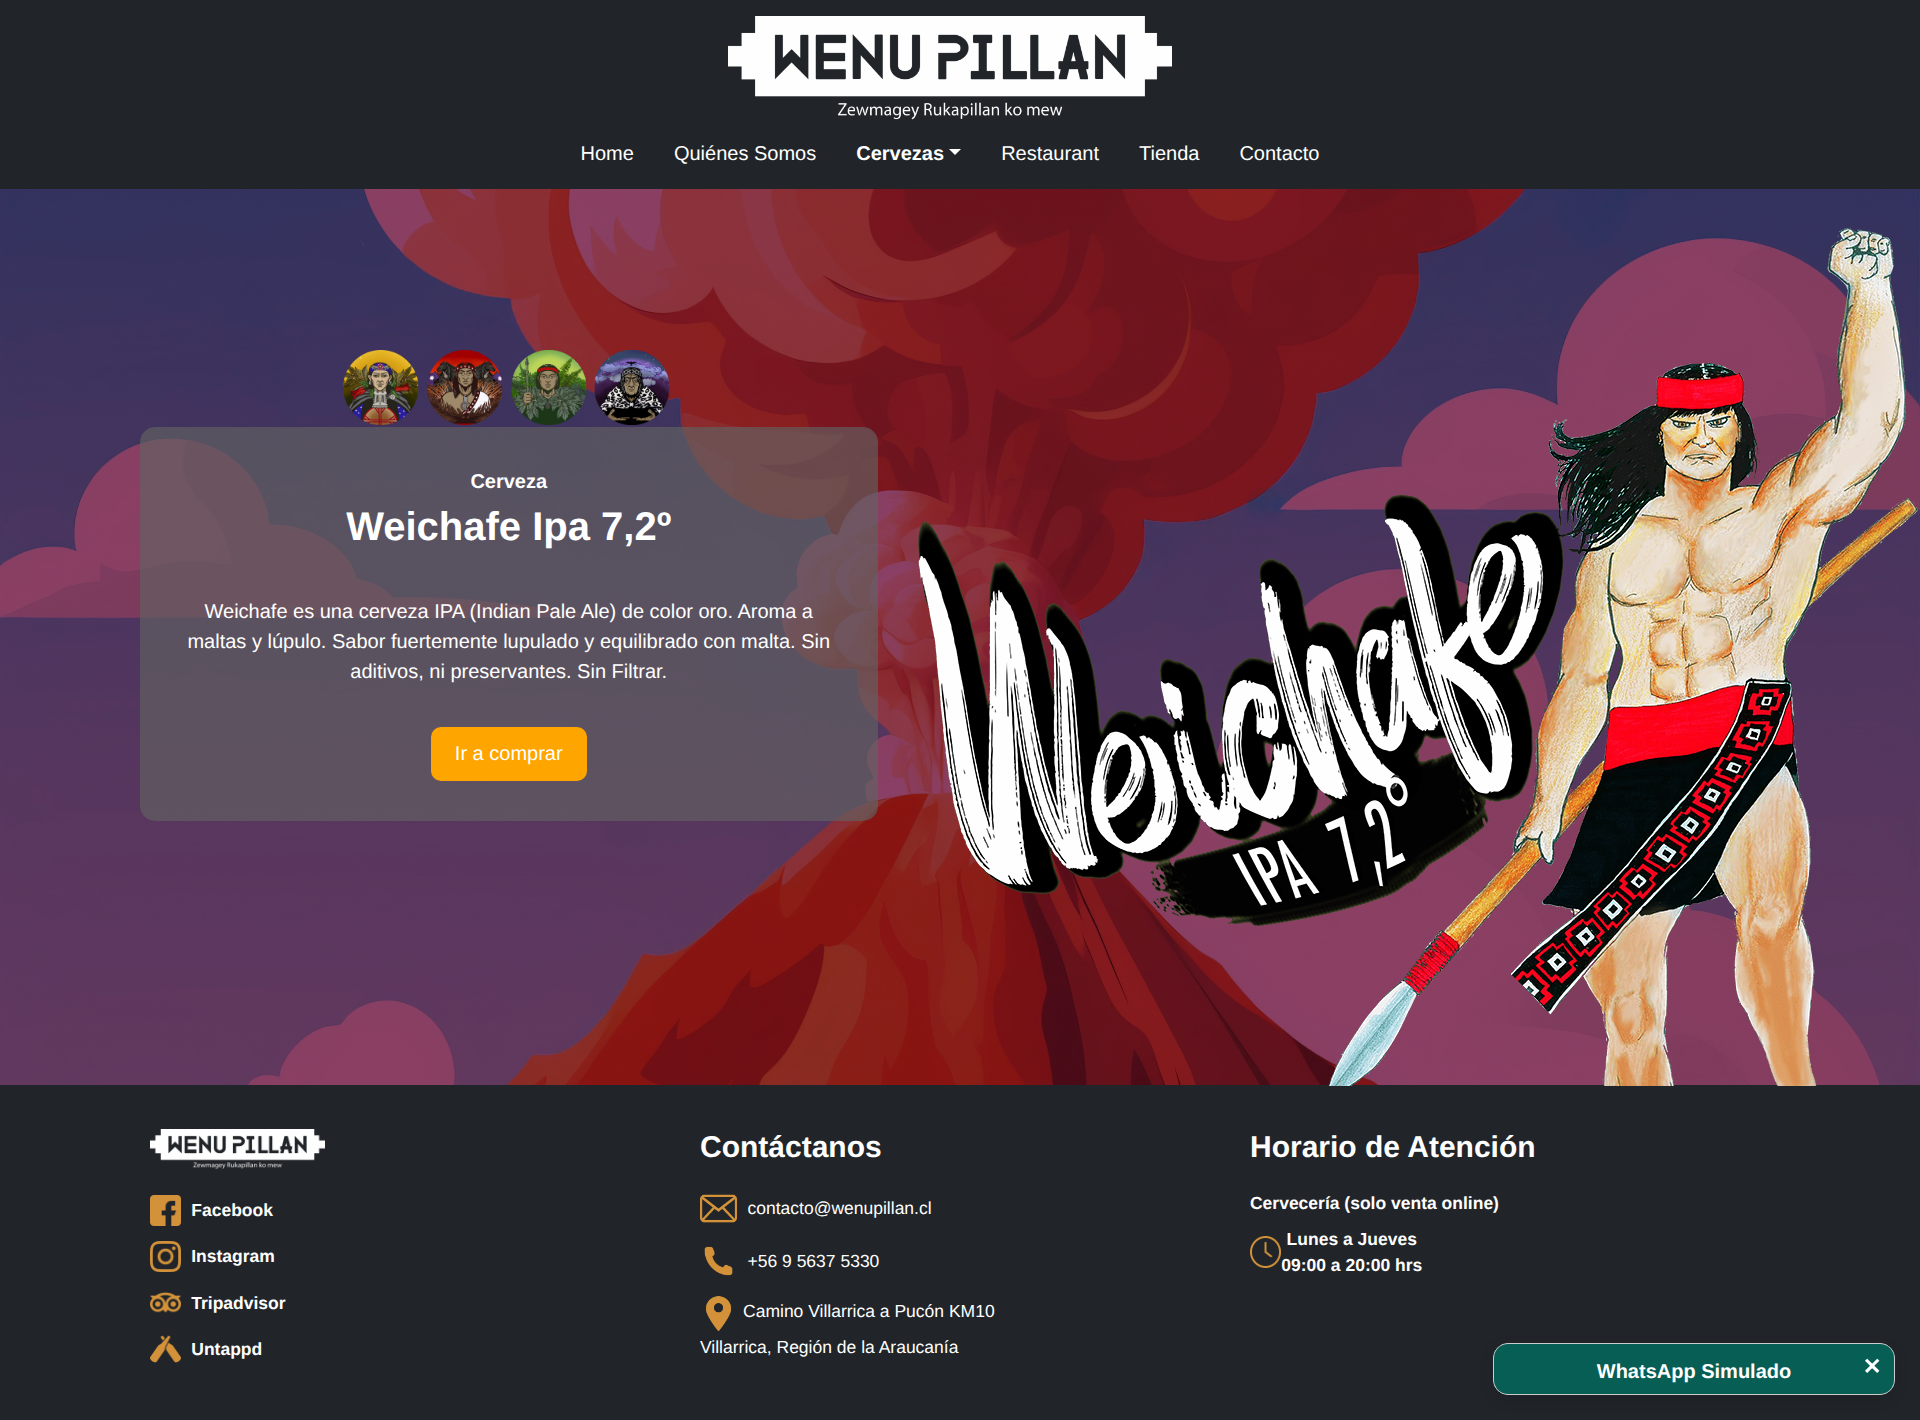 WENU PILLAN
Zewmagey Rukapillan ko mew
Home
Quiénes Somos
Cervezas
Restaurant
Tienda
Contacto
Cerveza
Weichafe Ipa 7,2º
Weichafe es una cerveza IPA (Indian Pale Ale) de color oro. Aroma a
maltas y lúpulo. Sabor fuertemente lupulado y equilibrado con malta. Sin
aditivos, ni preservantes. Sin Filtrar.
Ir a comprar
Weichafe
IPA 7,2°
WENU PILLAN
Zewmagey Rukapillan ko mew
Facebook
Instagram
Tripadvisor
Untappd
Contáctanos
contacto@wenupillan.cl
+56 9 5637 5330
Camino Villarrica a Pucón KM10
Villarrica, Región de la Araucanía
Horario de Atención
Cervecería (solo venta online)
Lunes a Jueves
09:00 a 20:00 hrs
WhatsApp Simulado